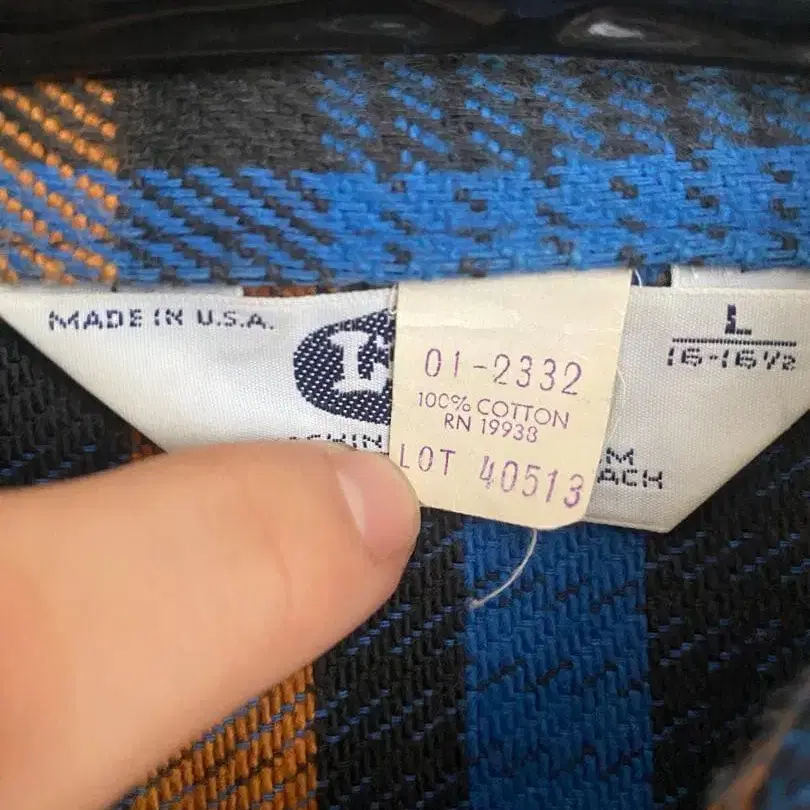 MADE IN U.S.A.
L
16-16½
01-2332
100% COTTON
RN 19938
LOT 40513